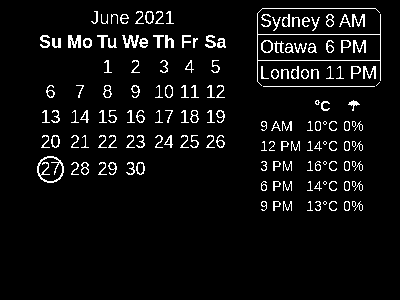 June 2021
Su Mo Tu We Th Fr Sa
1 2 3 4 5
6 7 8 9 10 11 12
13 14 15 16 17 18 19
20 21 22 23 24 25 26
27 28 29 30
Sydney 8 AM
Ottawa 6 PM
London 11 PM
°C ☂
9 AM 10°C 0%
12 PM 14°C 0%
3 PM 16°C 0%
6 PM 14°C 0%
9 PM 13°C 0%